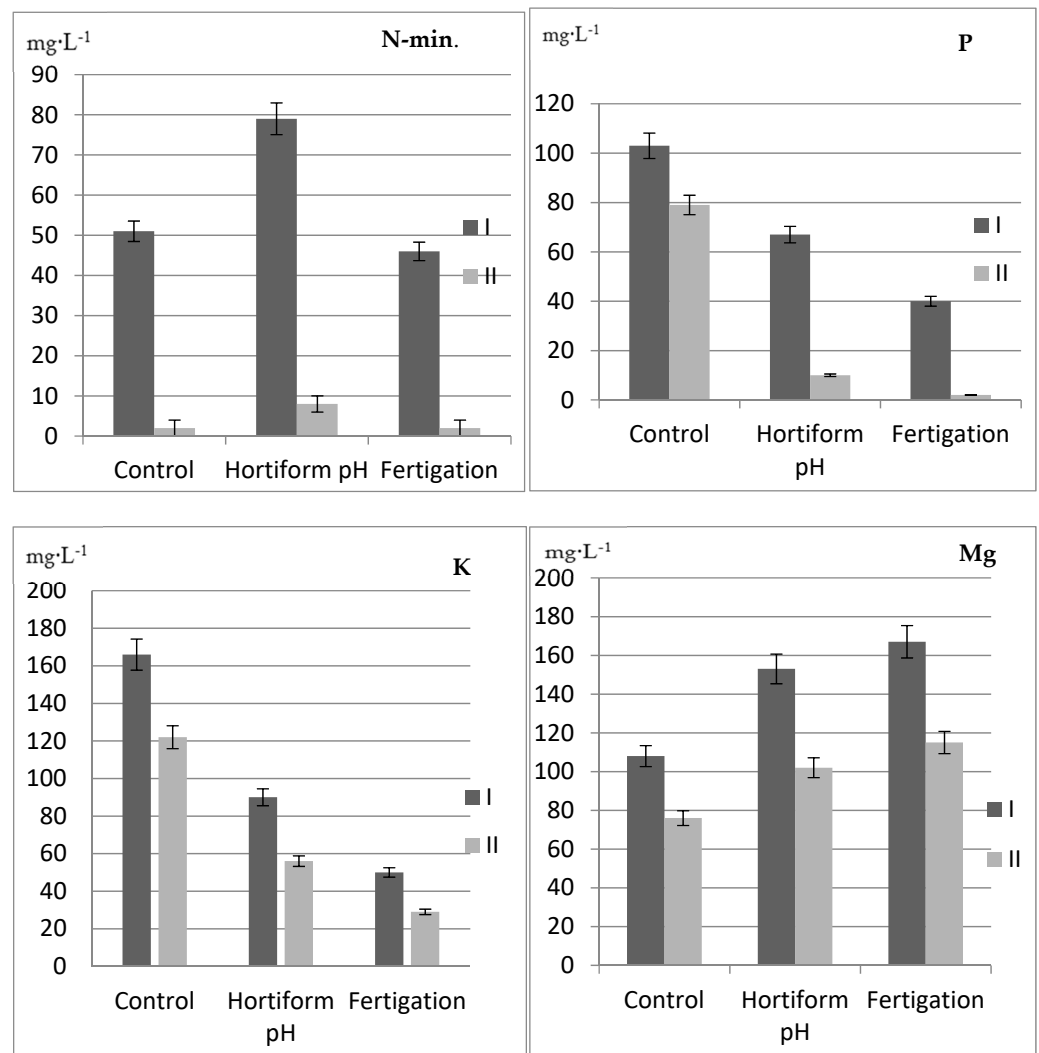 mg·L⁻¹
N-min.
90
80
70
60
50
40
30
20
10
0
I
II
Control Hortiform pH Fertigation
mg·L⁻¹
P
120
100
80
60
40
20
0
I
II
Control Hortiform pH Fertigation
mg·L⁻¹
K
200
180
160
140
120
100
80
60
40
20
0
I
II
Control Hortiform pH Fertigation
mg·L⁻¹
Mg
200
180
160
140
120
100
80
60
40
20
0
I
II
Control Hortiform pH Fertigation